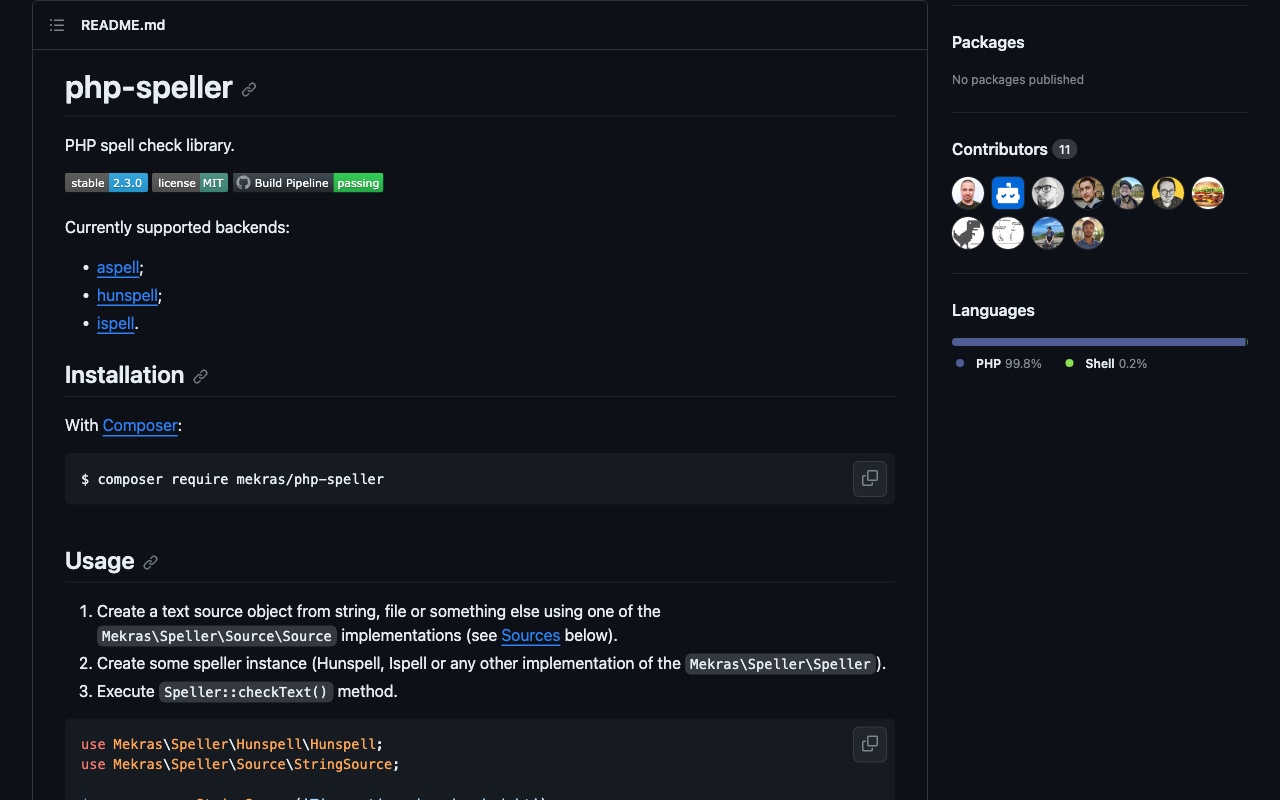 README.md
php-speller
PHP spell check library.
stable 2.3.0 license MIT Build Pipeline passing
Currently supported backends:
• aspell;
• hunspell;
• ispell.
Installation
With Composer:
$ composer require mekras/php-speller
Usage
1. Create a text source object from string, file or something else using one of the
Mekras\Speller\Source\Source implementations (see Sources below).
2. Create some speller instance (Hunspell, Ispell or any other implementation of the Mekras\Speller\Speller ).
3. Execute Speller::checkText() method.
use Mekras\Speller\Hunspell\Hunspell;
use Mekras\Speller\Source\StringSource;
Packages
No packages published
Contributors 11
Languages
PHP 99.8% Shell 0.2%